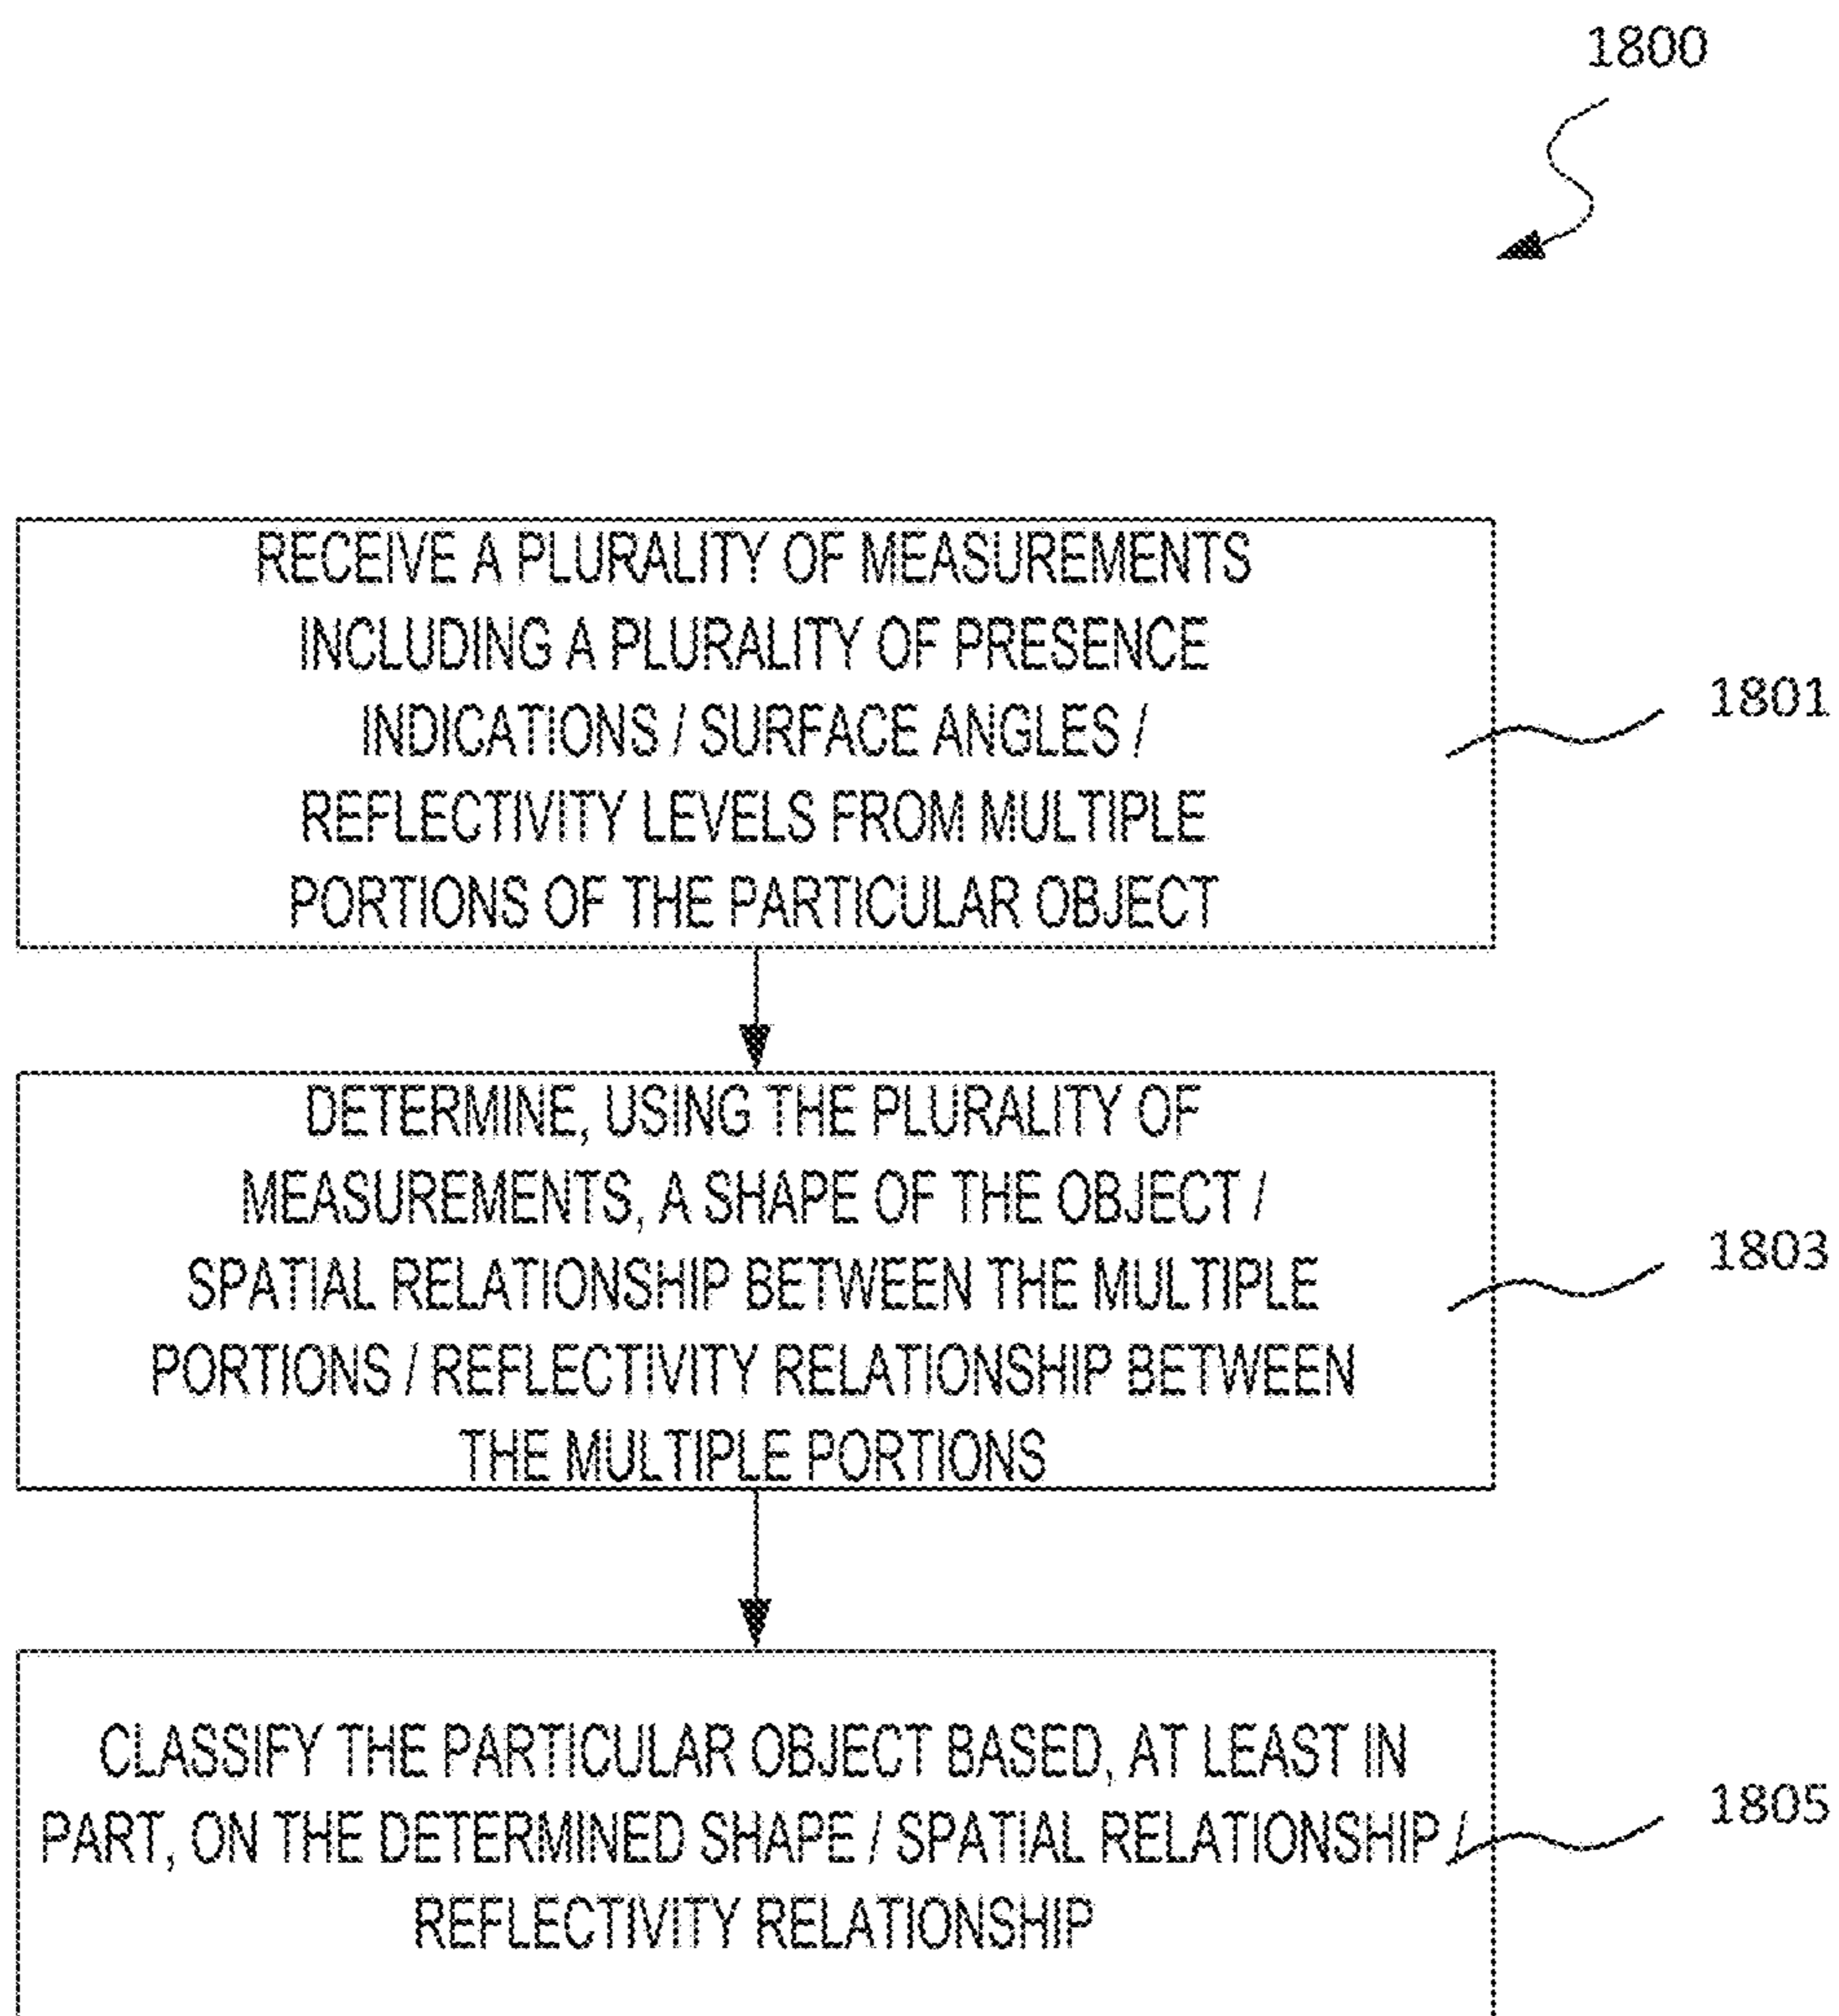 1800
RECEIVE A PLURALITY OF MEASUREMENTS
INCLUDING A PLURALITY OF PRESENCE
INDICATIONS / SURFACE ANGLES /
REFLECTIVITY LEVELS FROM MULTIPLE
PORTIONS OF THE PARTICULAR OBJECT
1801
DETERMINE, USING THE PLURALITY OF
MEASUREMENTS, A SHAPE OF THE OBJECT /
SPATIAL RELATIONSHIP BETWEEN THE MULTIPLE
PORTIONS / REFLECTIVITY RELATIONSHIP BETWEEN
THE MULTIPLE PORTIONS
1803
CLASSIFY THE PARTICULAR OBJECT BASED, AT LEAST IN
PART, ON THE DETERMINED SHAPE / SPATIAL RELATIONSHIP /
REFLECTIVITY RELATIONSHIP
1805